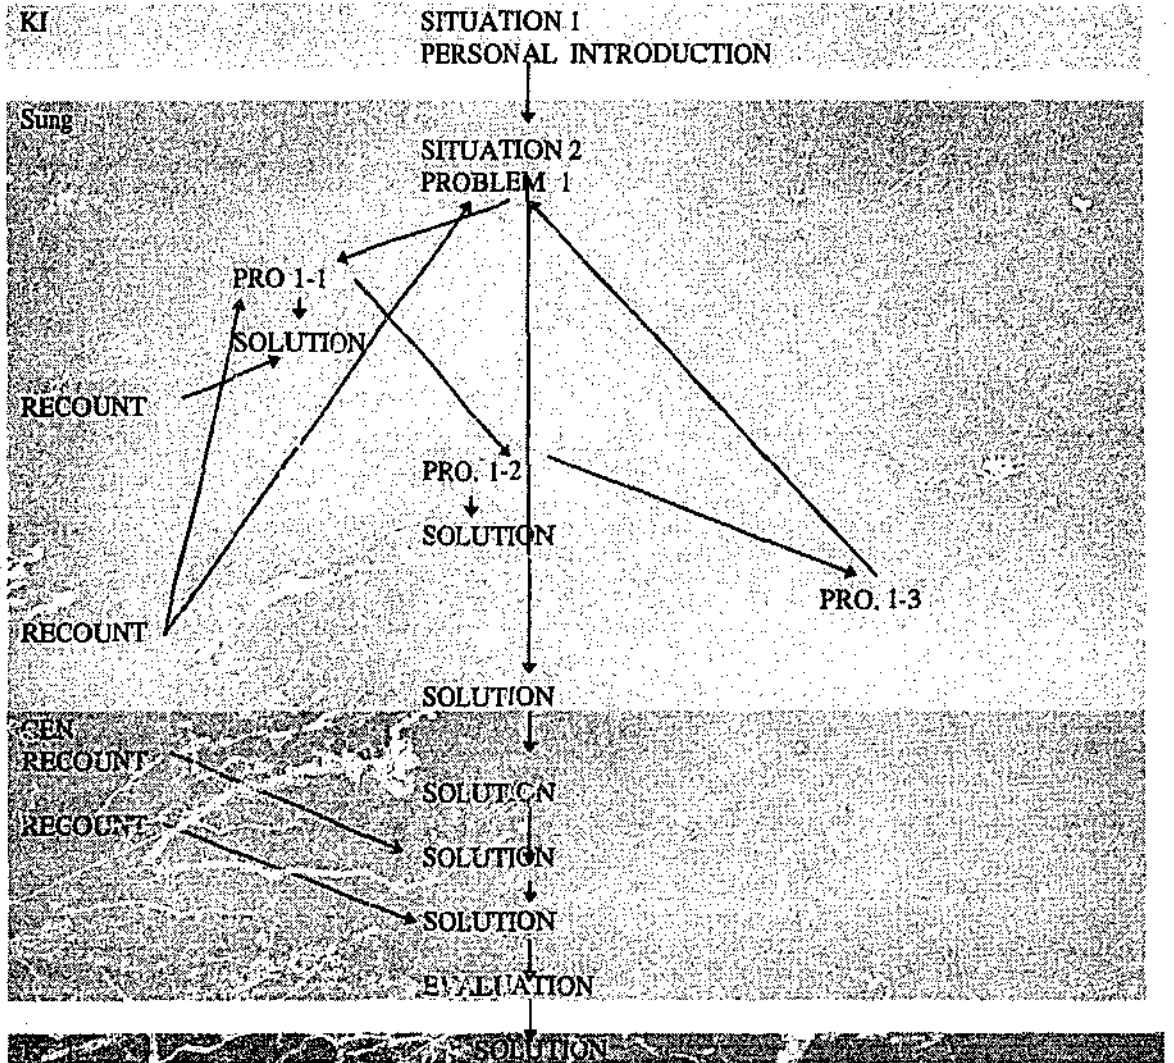 KI
SITUATION 1
PERSONAL INTRODUCTION
Sung
SITUATION 2
PROBLEM 1
PRO 1-1
SOLUTION
RECOUNT
PRO. 1-2
SOLUTION
PRO. 1-3
RECOUNT
SOLUTION
GEN
RECOUNT
SOLUTION
RECOUNT
SOLUTION
SOLUTION
EVALUATION
SOLUTION